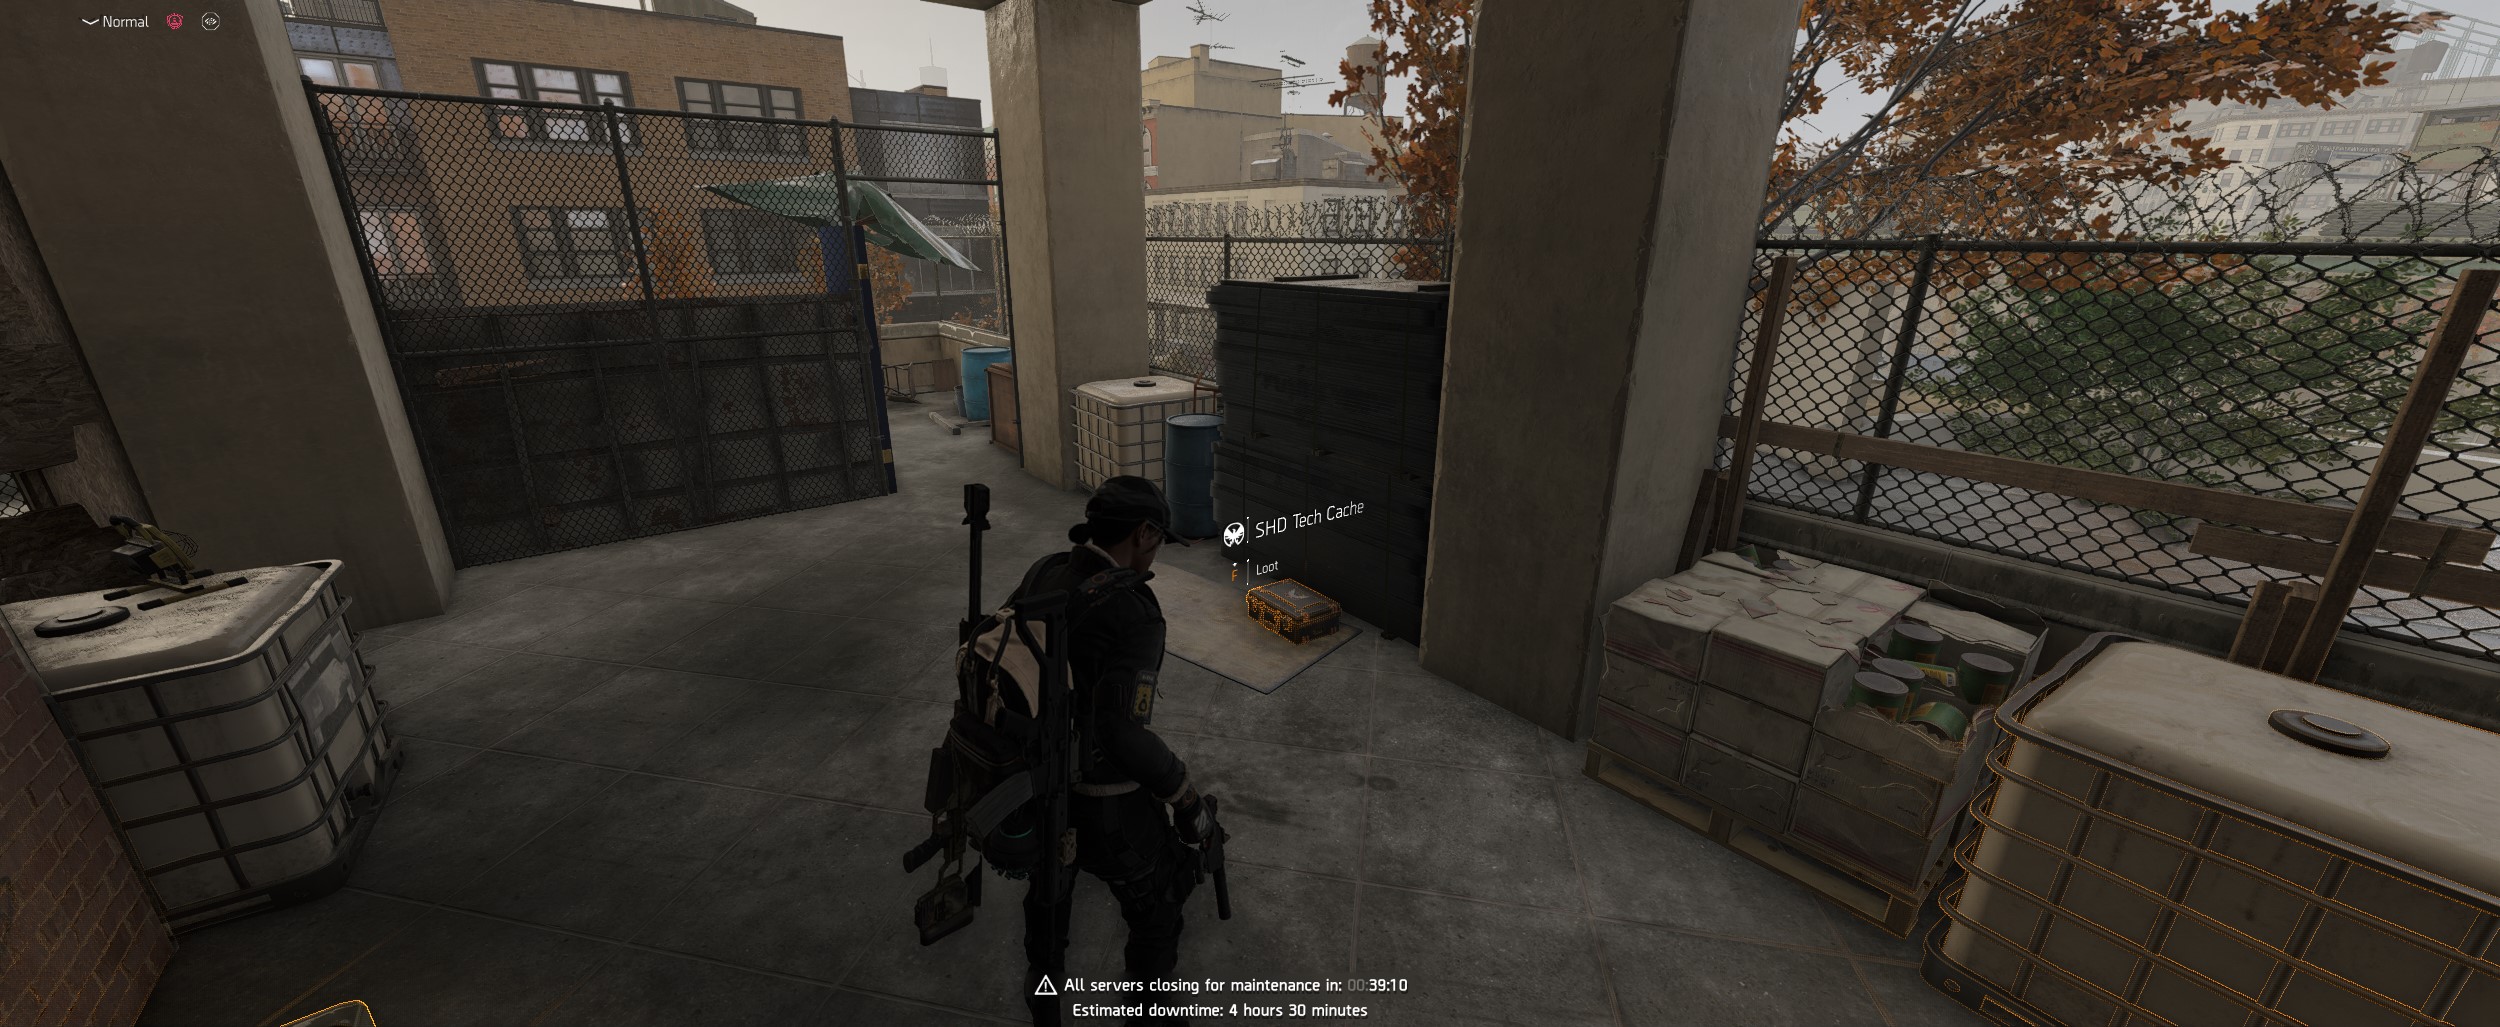 Normal
SHD Tech Cache
F Loot
All servers closing for maintenance in: 00:39:10
Estimated downtime: 4 hours 30 minutes